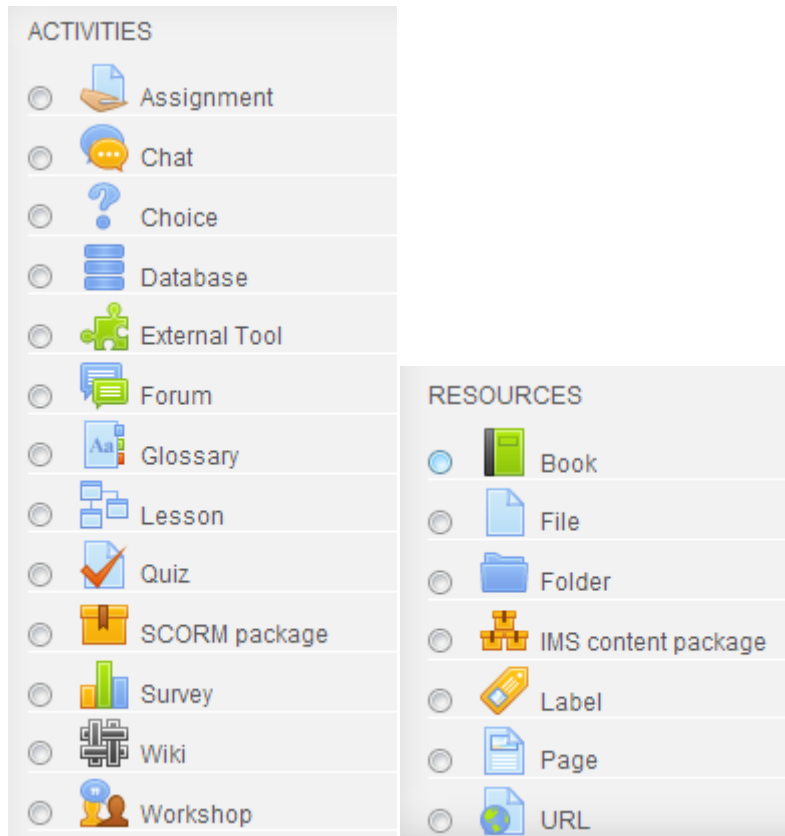 ACTIVITIES
Assignment
Chat
Choice
Database
External Tool
Forum
Aa
Glossary
Lesson
Quiz
SCORM package
Survey
Wiki
Workshop
RESOURCES
Book
File
Folder
IMS content package
Label
Page
URL